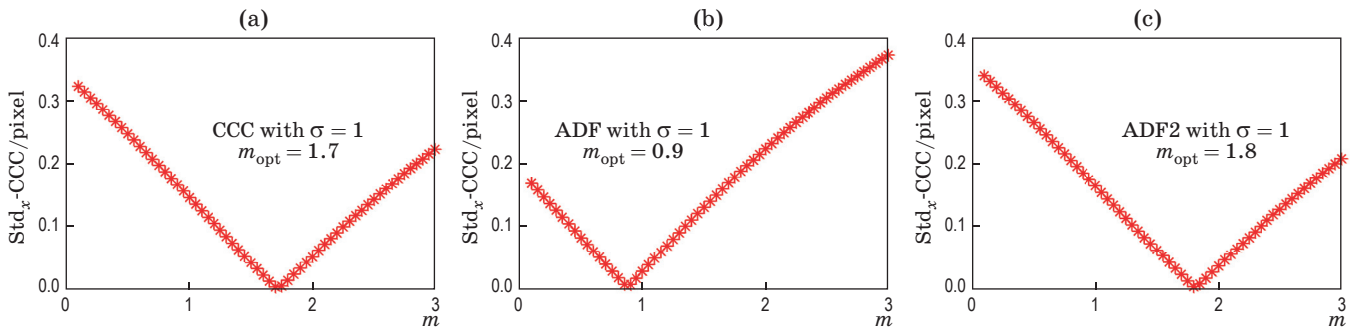 (a)
0.4
0.3
0.2
0.1
0.0
Stdₓ-CCC/pixel
CCC with σ = 1
m_opt = 1.7
0 1 2 3
m
(b)
0.4
0.3
0.2
0.1
0.0
Stdₓ-CCC/pixel
ADF with σ = 1
m_opt = 0.9
0 1 2 3
m
(c)
0.4
0.3
0.2
0.1
0.0
Stdₓ-CCC/pixel
ADF2 with σ = 1
m_opt = 1.8
0 1 2 3
m